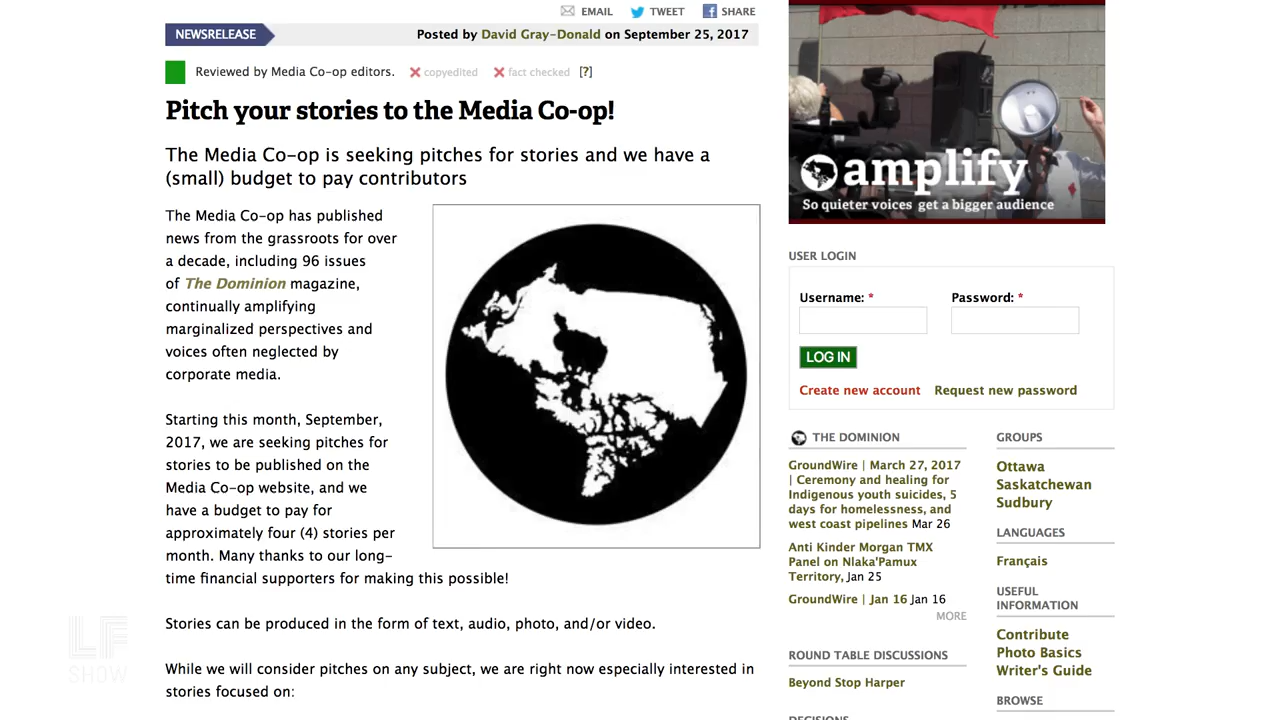 EMAIL TWEET SHARE
NEWSRELEASE Posted by David Gray-Donald on September 25, 2017
Reviewed by Media Co-op editors. copyedited fact checked [?]
Pitch your stories to the Media Co-op!
The Media Co-op is seeking pitches for stories and we have a
(small) budget to pay contributors
The Media Co-op has published
news from the grassroots for over
a decade, including 96 issues
of The Dominion magazine,
continually amplifying
marginalized perspectives and
voices often neglected by
corporate media.
Starting this month, September,
2017, we are seeking pitches for
stories to be published on the
Media Co-op website, and we
have a budget to pay for
approximately four (4) stories per
month. Many thanks to our long-
time financial supporters for making this possible!
Stories can be produced in the form of text, audio, photo, and/or video.
While we will consider pitches on any subject, we are right now especially interested in
stories focused on:
amplify
So quieter voices get a bigger audience
USER LOGIN
Username: * Password: *
LOG IN
Create new account Request new password
THE DOMINION
GroundWire | March 27, 2017
| Ceremony and healing for
Indigenous youth suicides, 5
days for homelessness, and
west coast pipelines Mar 26
Anti Kinder Morgan TMX
Panel on Nlaka'Pamux
Territory, Jan 25
GroundWire | Jan 16 Jan 16
MORE
ROUND TABLE DISCUSSIONS
Beyond Stop Harper
DECISIONS
GROUPS
Ottawa
Saskatchewan
Sudbury
LANGUAGES
Français
USEFUL
INFORMATION
Contribute
Photo Basics
Writer's Guide
BROWSE
LF
SHOW